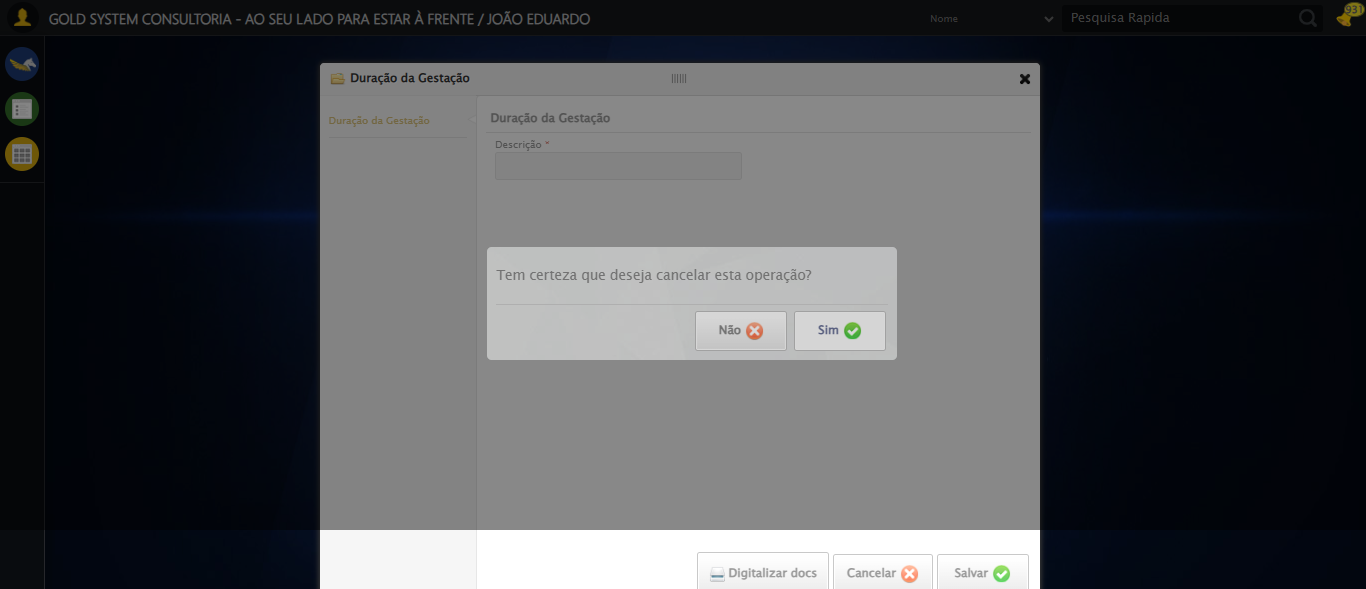 GOLD SYSTEM CONSULTORIA - AO SEU LADO PARA ESTAR À FRENTE / JOÃO EDUARDO
Nome
Pesquisa Rapida
931
Duração da Gestação
Duração da Gestação
Duração da Gestação
Descrição *
Tem certeza que deseja cancelar esta operação?
Não
Sim
Digitalizar docs
Cancelar
Salvar